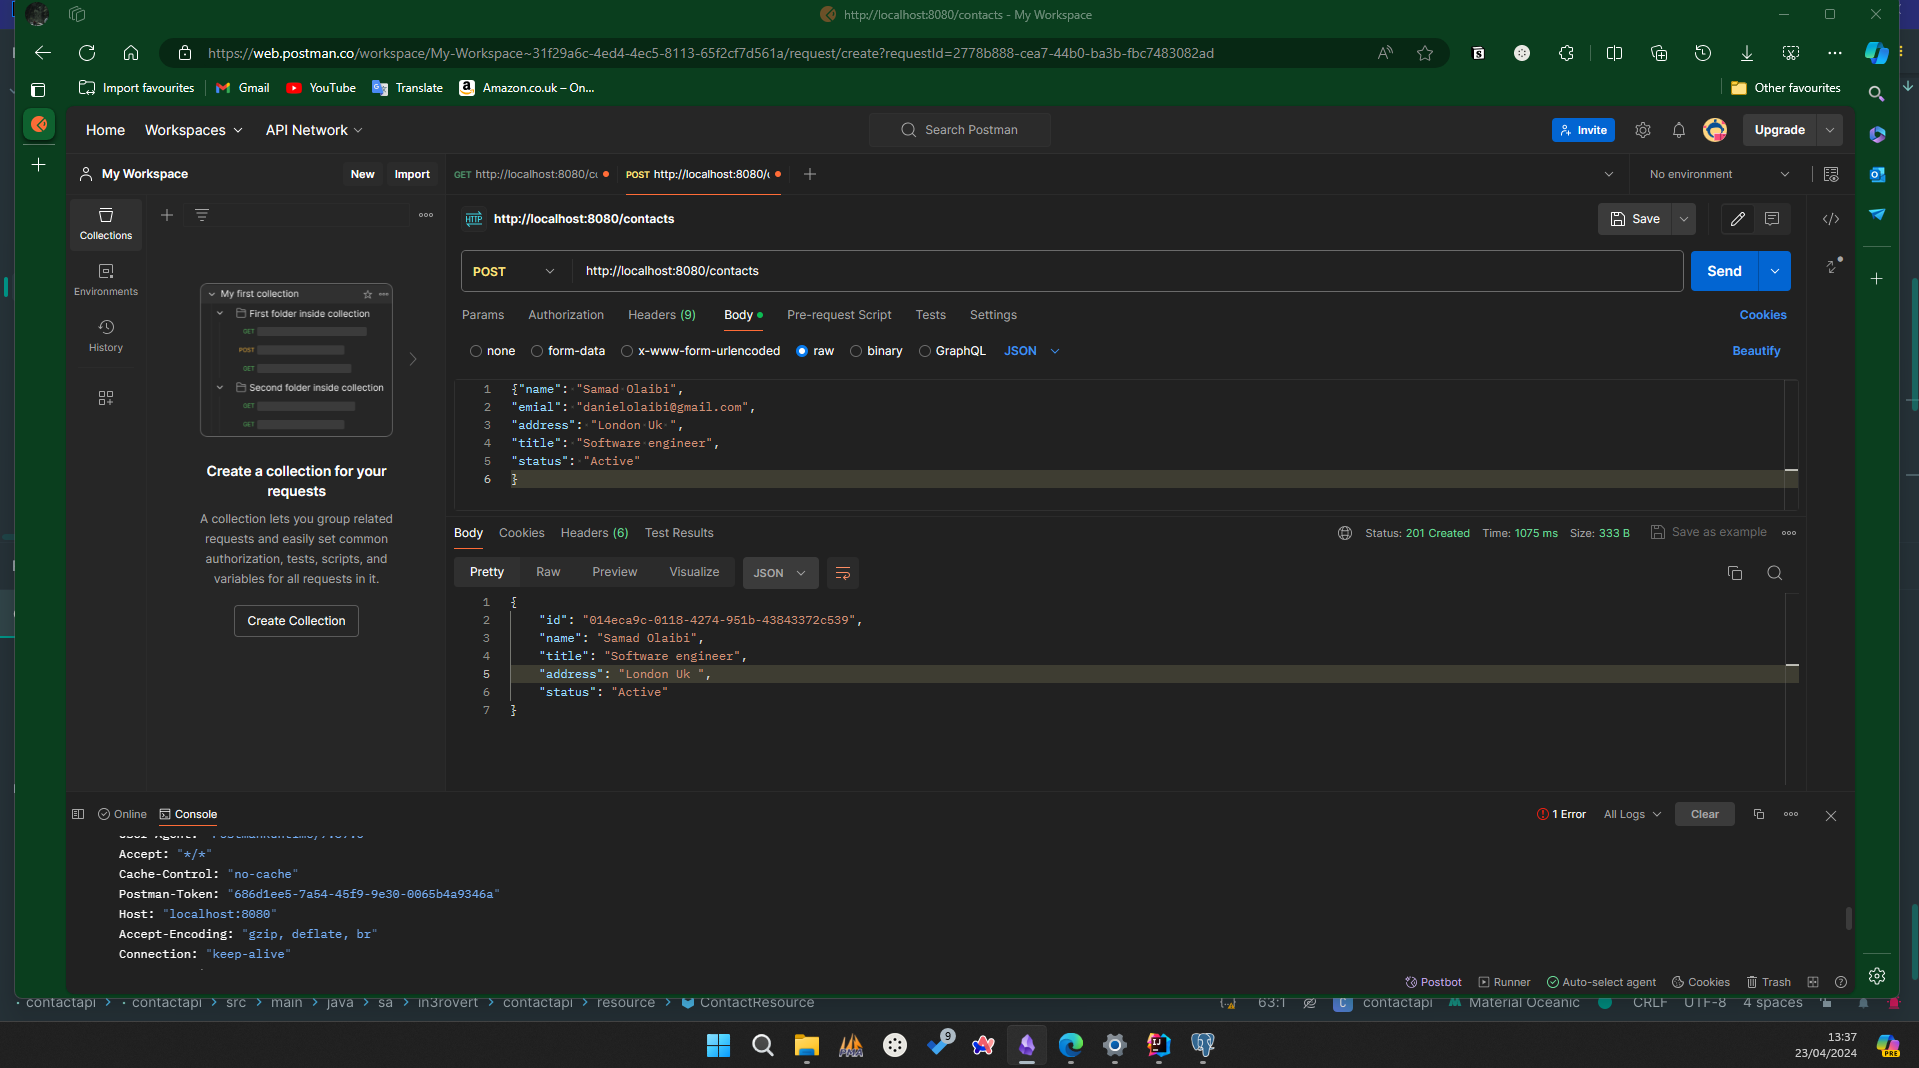 http://localhost:8080/contacts - My Workspace
https://web.postman.co/workspace/My-Workspace~31f29a6c-4ed4-4ec5-8113-65f2cf7d561a/request/create?requestId=2778b888-cea7-44b0-ba3b-fbc7483082ad
Import favourites Gmail YouTube Translate Amazon.co.uk – On... Other favourites
Home Workspaces API Network Search Postman Invite Upgrade
My Workspace New Import GET http://localhost:8080/co POST http://localhost:8080/ No environment
Collections
Environments
History
http://localhost:8080/contacts Save
POST http://localhost:8080/contacts Send
Params Authorization Headers (9) Body Pre-request Script Tests Settings Cookies
none form-data x-www-form-urlencoded raw binary GraphQL JSON Beautify
1 {"name": "Samad Olaibi",
2 "emial": "danielolaibi@gmail.com",
3 "address": "London Uk ",
4 "title": "Software engineer",
5 "status": "Active"
6 }
My first collection
First folder inside collection
GET
POST
GET
Second folder inside collection
GET
GET
Create a collection for your
requests
A collection lets you group related
requests and easily set common
authorization, tests, scripts, and
variables for all requests in it.
Create Collection
Body Cookies Headers (6) Test Results Status: 201 Created Time: 1075 ms Size: 333 B Save as example
Pretty Raw Preview Visualize JSON
1 {
2 "id": "014eca9c-0118-4274-951b-43843372c539",
3 "name": "Samad Olaibi",
4 "title": "Software engineer",
5 "address": "London Uk ",
6 "status": "Active"
7 }
Online Console 1 Error All Logs Clear
Accept: "*/*"
Cache-Control: "no-cache"
Postman-Token: "686d1ee5-7a54-45f9-9e30-0065b4a9346a"
Host: "localhost:8080"
Accept-Encoding: "gzip, deflate, br"
Connection: "keep-alive"
Postbot Runner Auto-select agent Cookies Trash
contactapi contactapi src main java sa in3rovert contactapi resource ContactResource 63:1 contactapi Material Oceanic CRLF UTF-8 4 spaces
9
13:37
23/04/2024
PRE